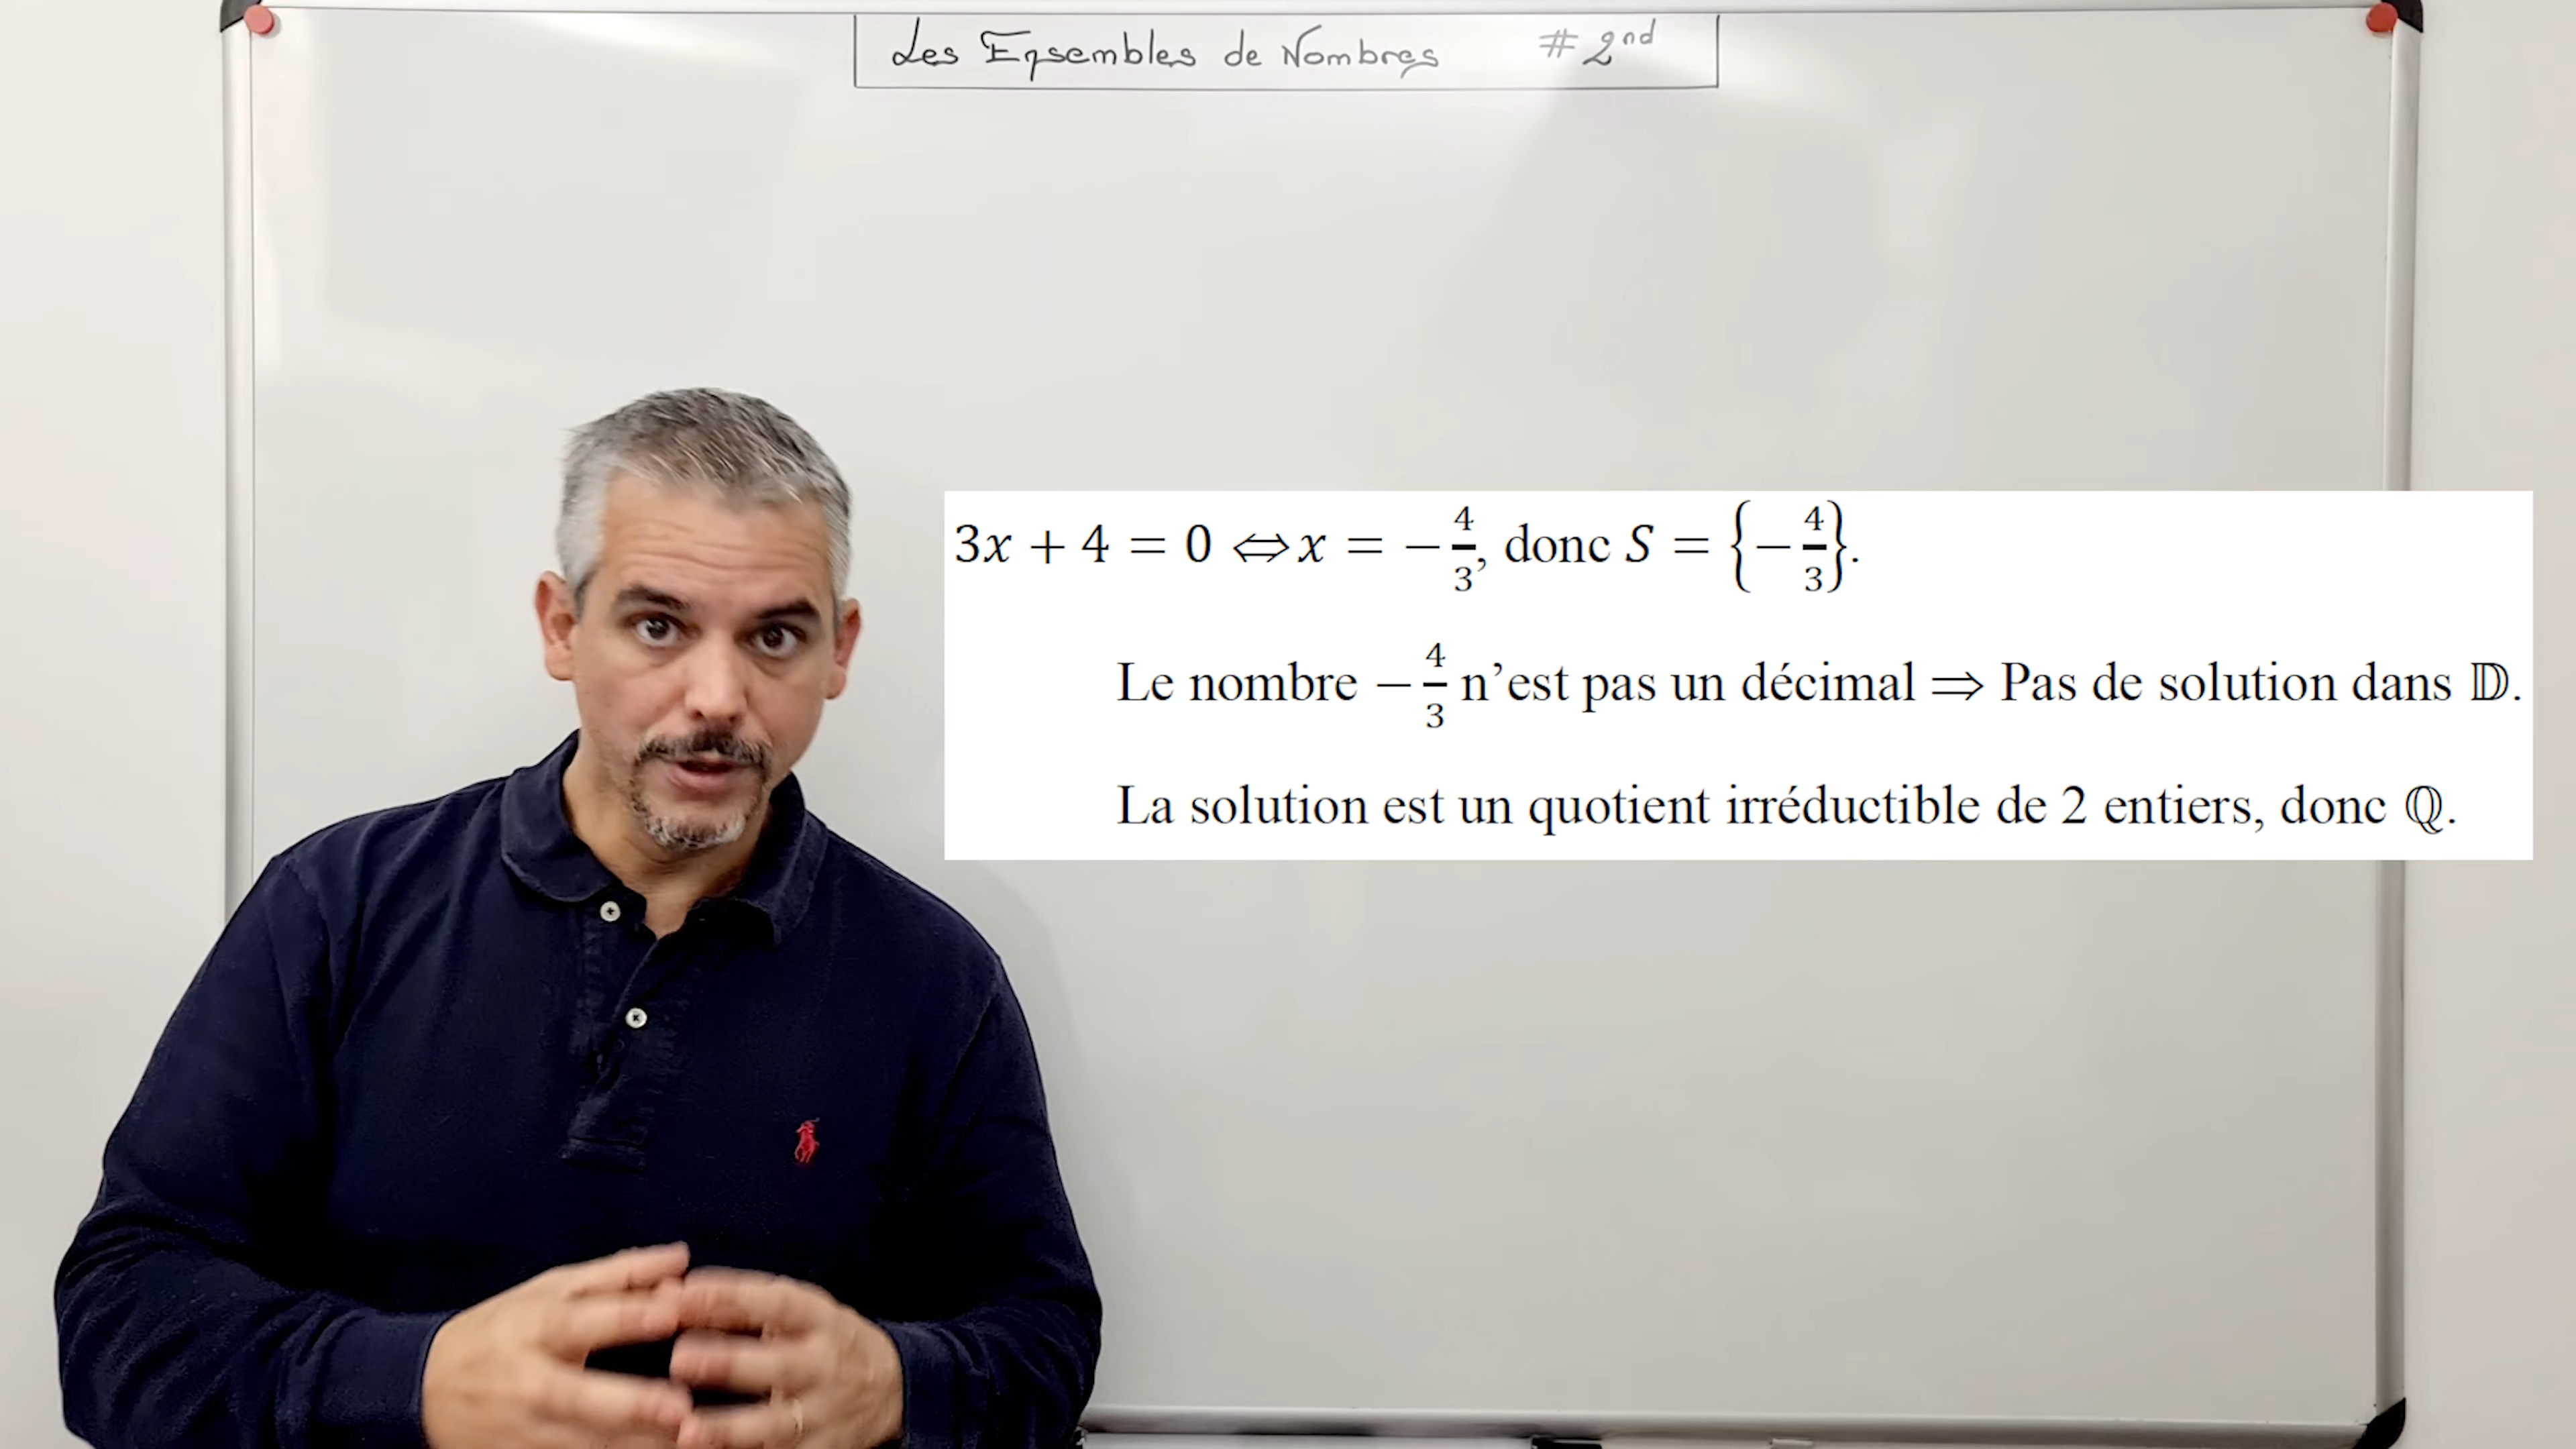 Les Ensembles de Nombres # 2nd
3x + 4 = 0 ⇔ x = −4/3, donc S = {−4/3}.
Le nombre −4/3 n’est pas un décimal ⇒ Pas de solution dans 𝔻.
La solution est un quotient irréductible de 2 entiers, donc ℚ.